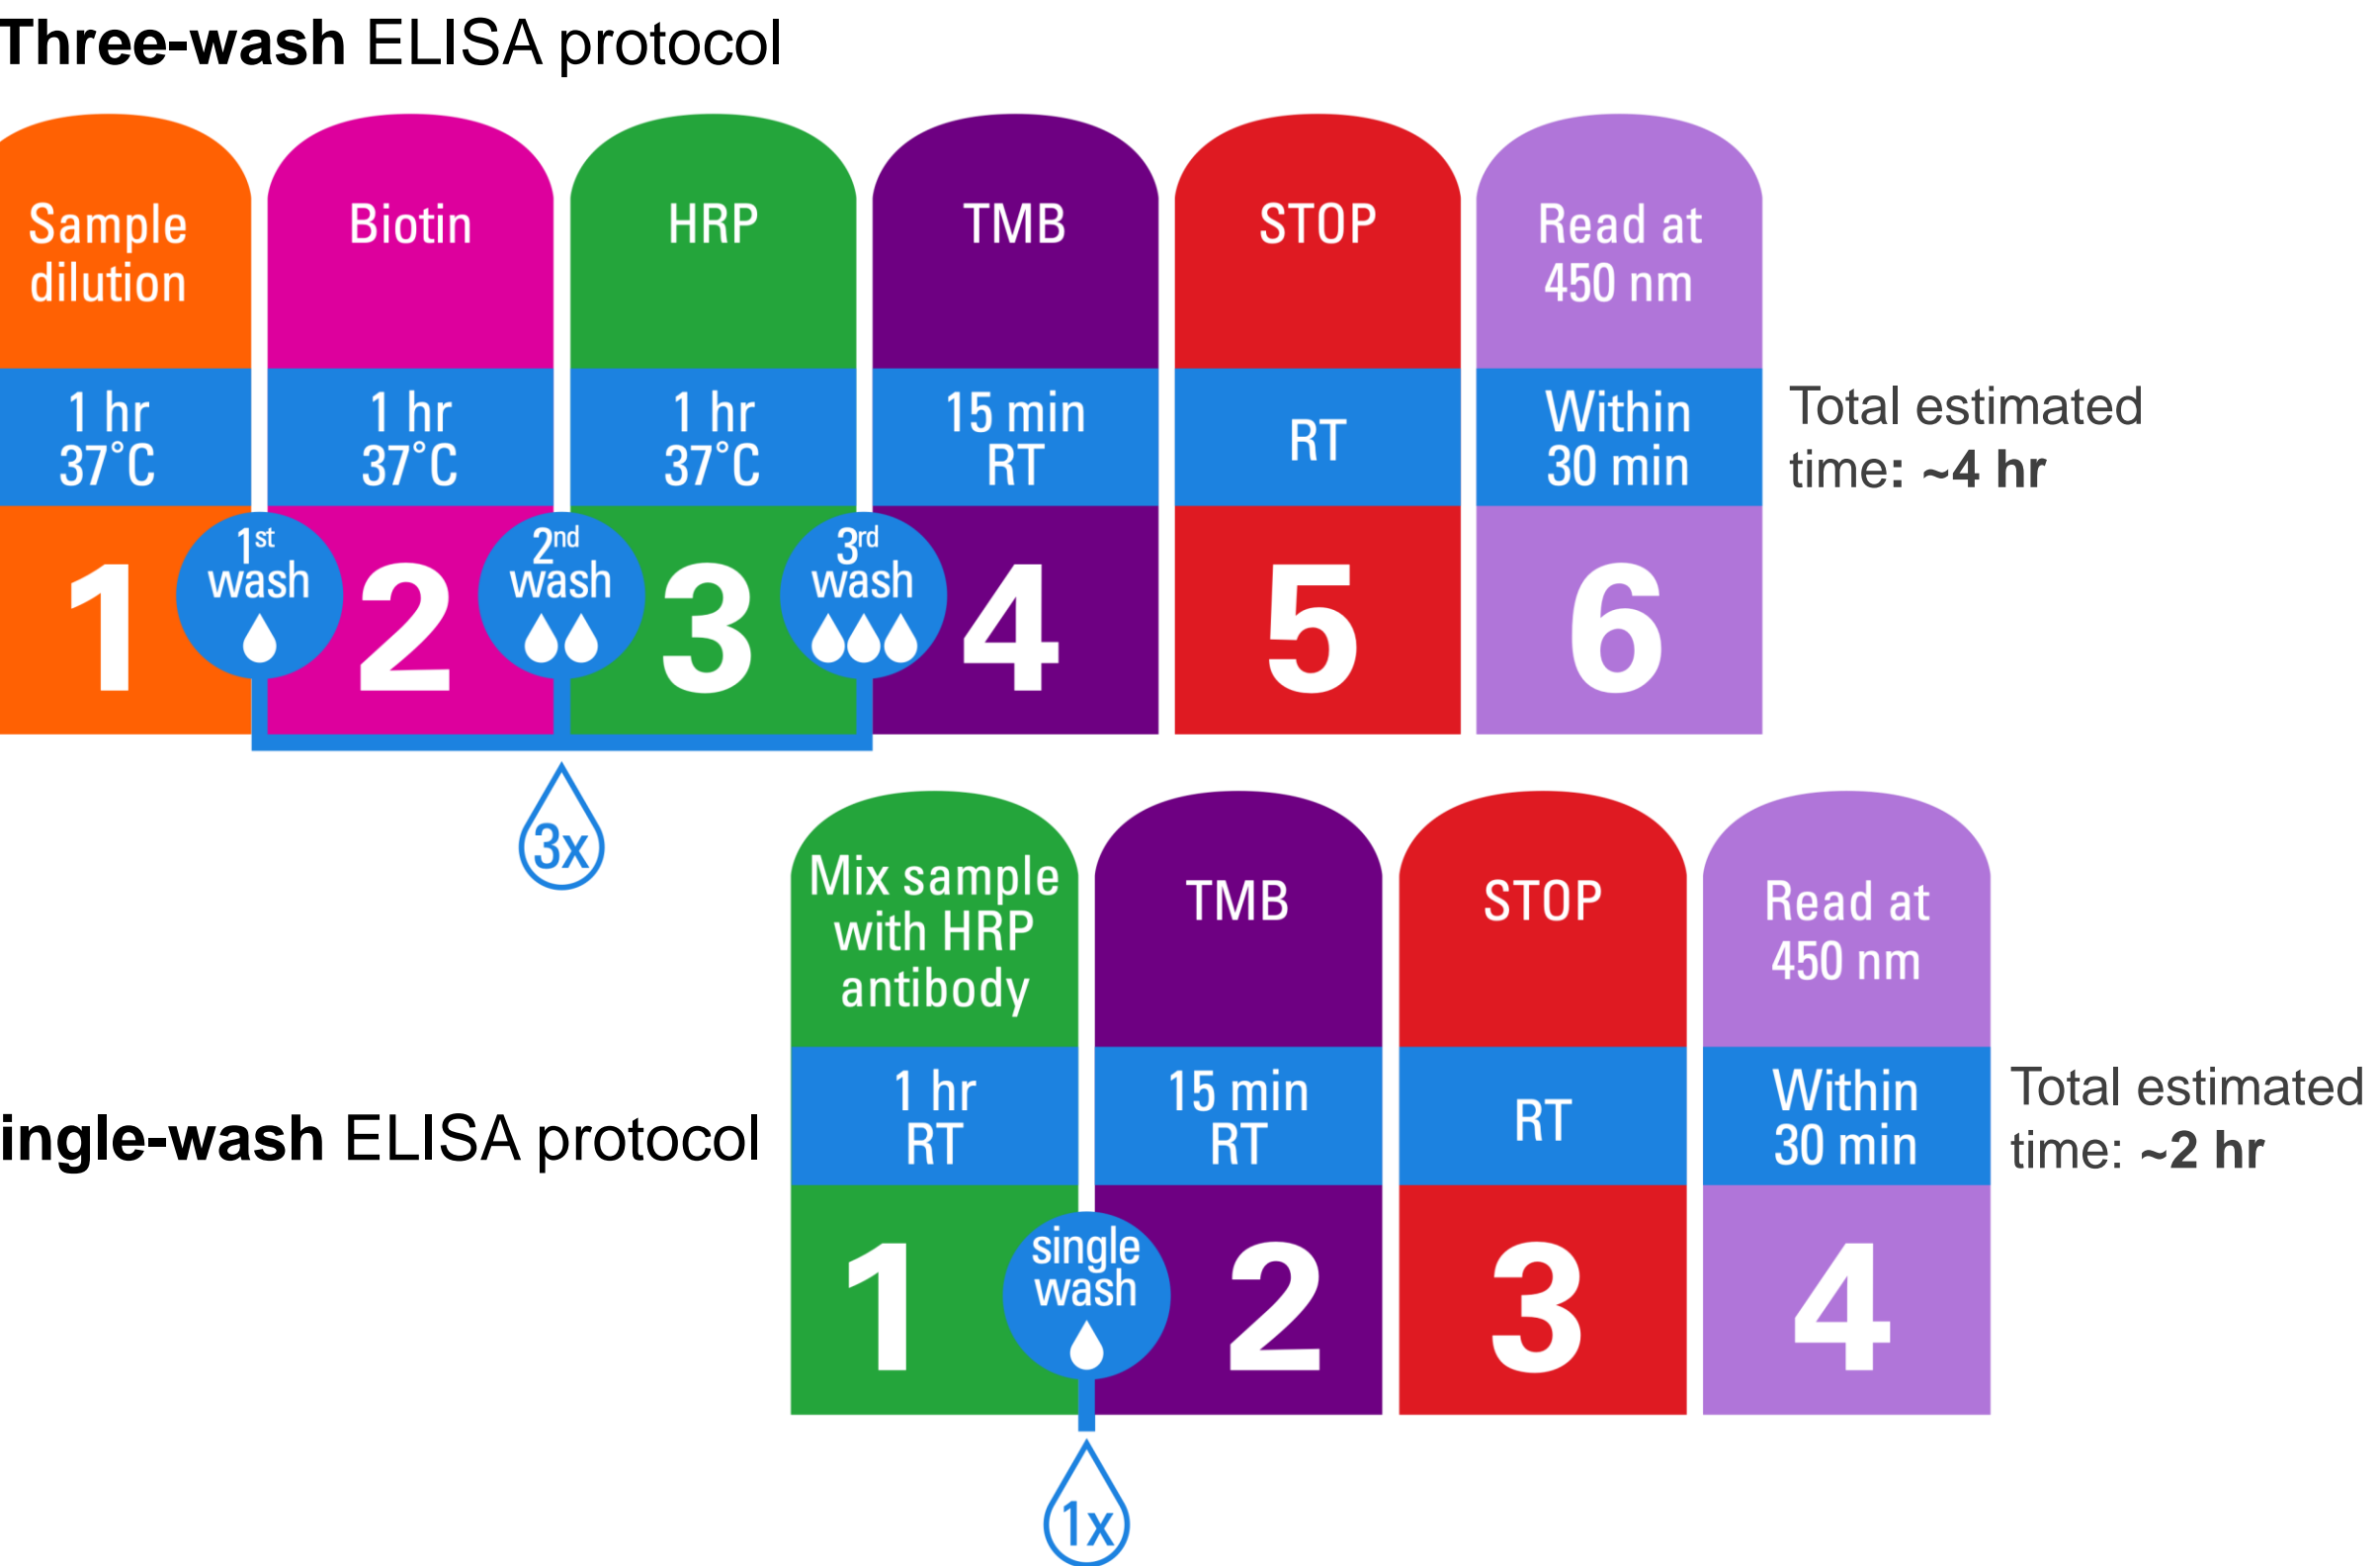 Three-wash ELISA protocol
Sample
dilution
1 hr
37°C
1
1st
wash
Biotin
1 hr
37°C
2
2nd
wash
HRP
1 hr
37°C
3
3rd
wash
TMB
15 min
RT
4
STOP
RT
5
Read at
450 nm
Within
30 min
6
Total estimated
time: ~4 hr
3x
ingle-wash ELISA protocol
Mix sample
with HRP
antibody
1 hr
RT
1
single
wash
TMB
15 min
RT
2
STOP
RT
3
Read at
450 nm
Within
30 min
4
Total estimated
time: ~2 hr
1x